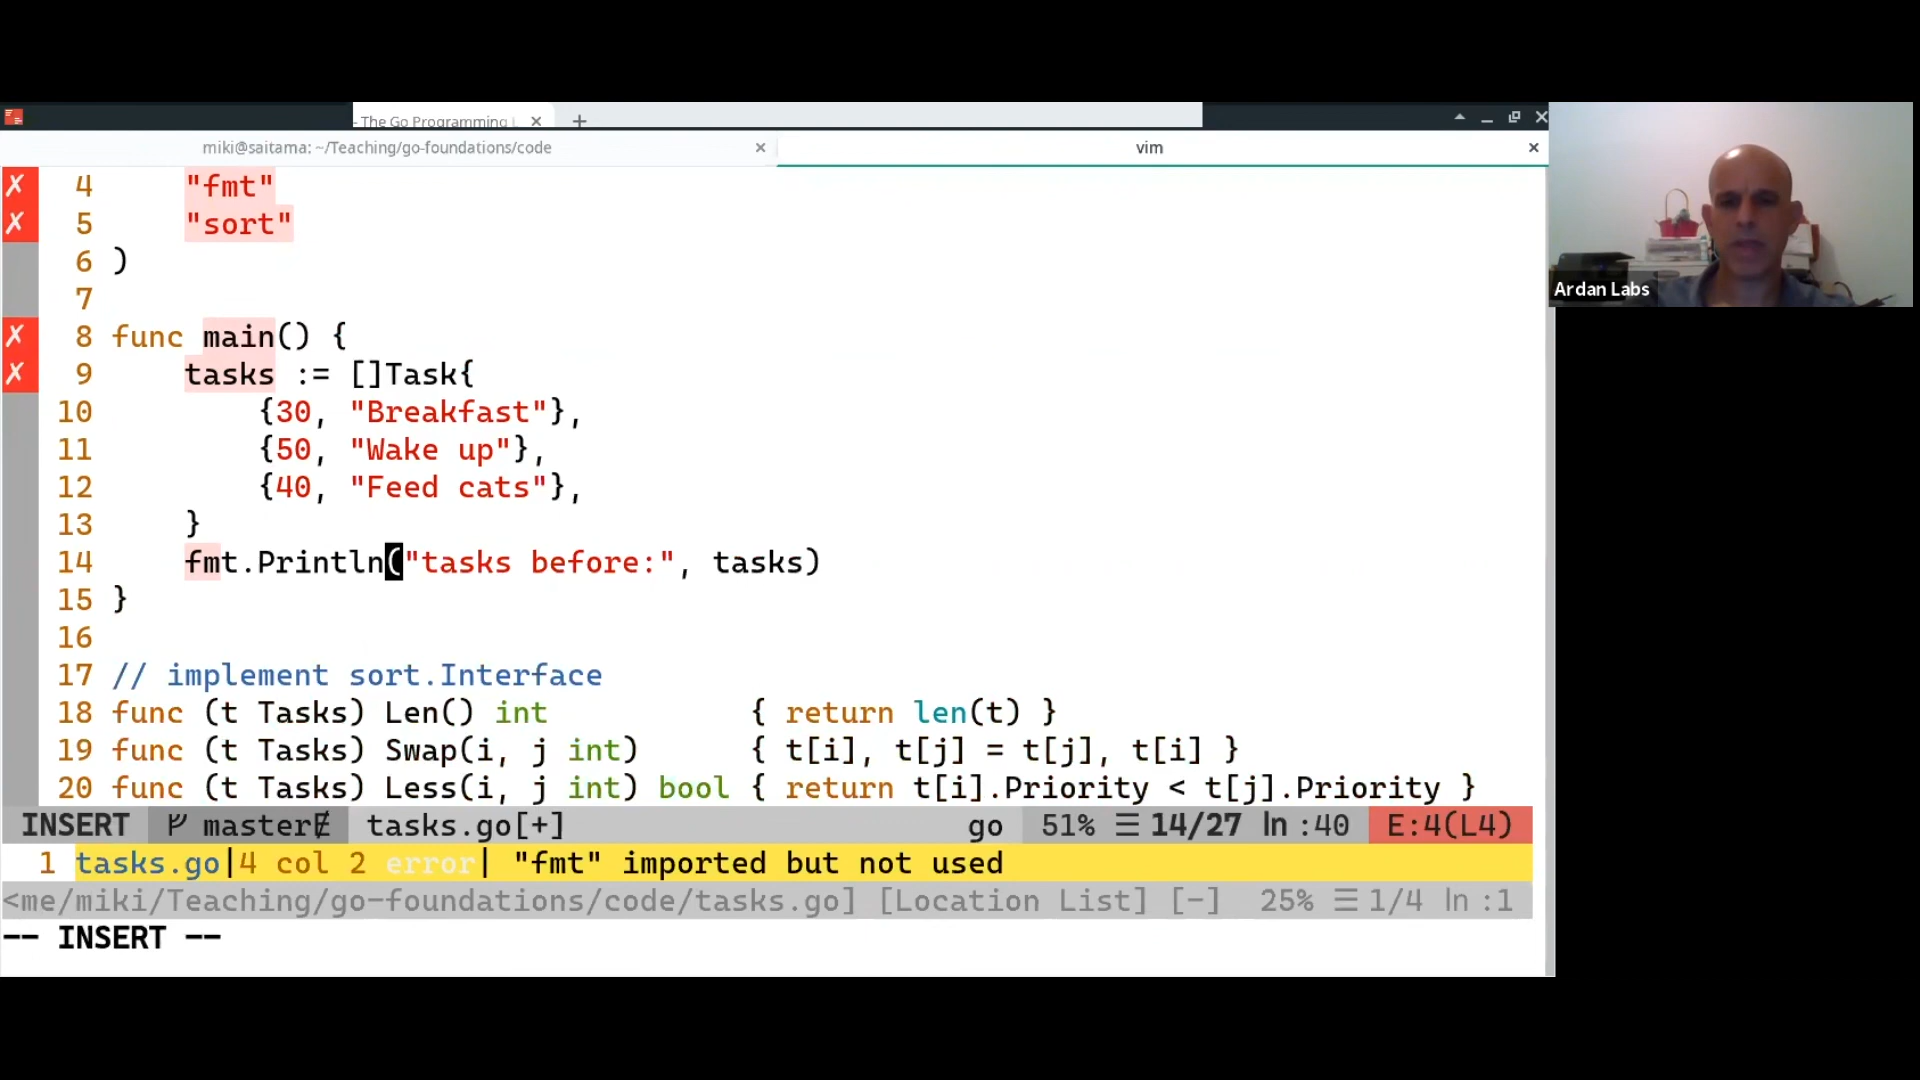 - The Go Programming L
miki@saitama: ~/Teaching/go-foundations/code
vim
✗ 4 "fmt"
✗ 5 "sort"
6 )
7
✗ 8 func main() {
✗ 9 tasks := []Task{
10 {30, "Breakfast"},
11 {50, "Wake up"},
12 {40, "Feed cats"},
13 }
14 fmt.Println("tasks before:", tasks)
15 }
16
17 // implement sort.Interface
18 func (t Tasks) Len() int { return len(t) }
19 func (t Tasks) Swap(i, j int) { t[i], t[j] = t[j], t[i] }
20 func (t Tasks) Less(i, j int) bool { return t[i].Priority < t[j].Priority }
INSERT master tasks.go[+] go 51% ☰ 14/27 ln :40 E:4(L4)
1 tasks.go|4 col 2 error| "fmt" imported but not used
<me/miki/Teaching/go-foundations/code/tasks.go] [Location List] [-] 25% ☰ 1/4 ln :1
-- INSERT --
Ardan Labs